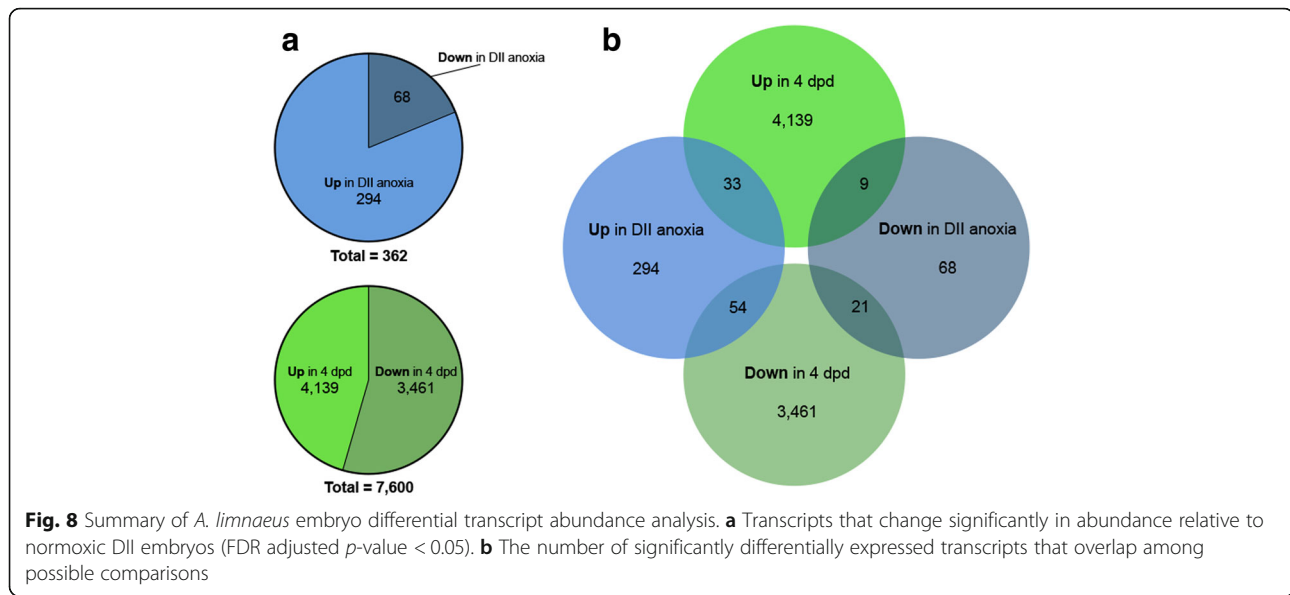 a
Down in DII anoxia
68
Up in DII anoxia
294
Total = 362
Up in 4 dpd
4,139
Down in 4 dpd
3,461
Total = 7,600
b
Up in 4 dpd
4,139
33
9
Up in DII anoxia
294
Down in DII anoxia
68
54
21
Down in 4 dpd
3,461
Fig. 8 Summary of A. limnaeus embryo differential transcript abundance analysis. a Transcripts that change significantly in abundance relative to
normoxic DII embryos (FDR adjusted p-value < 0.05). b The number of significantly differentially expressed transcripts that overlap among
possible comparisons